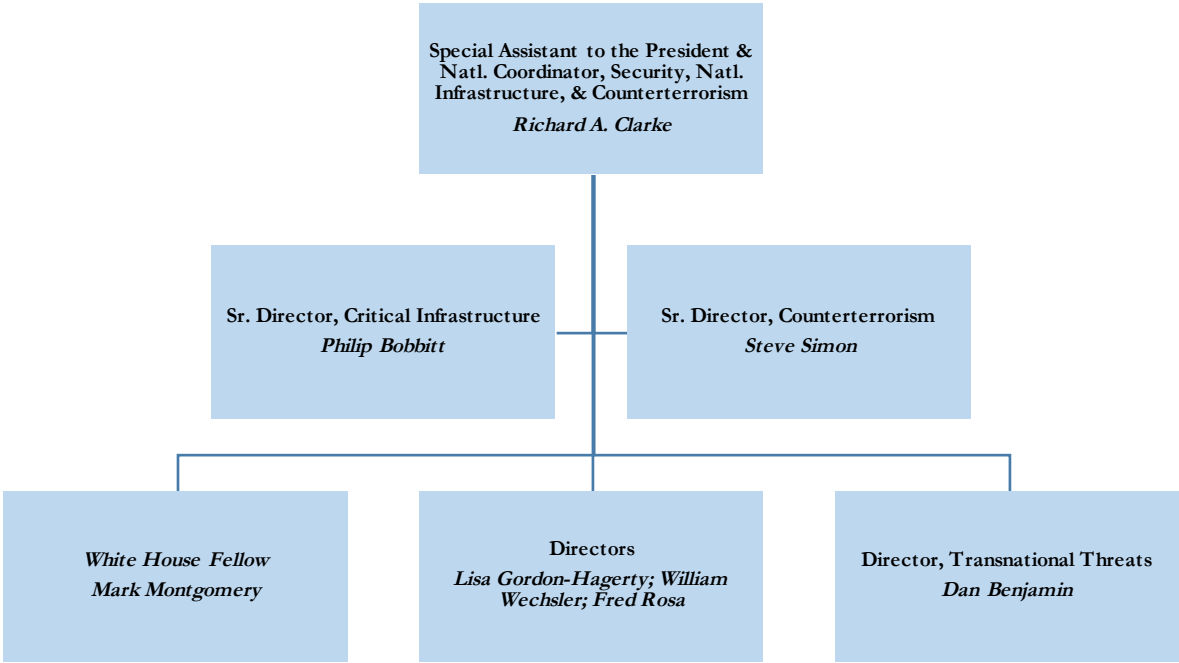 Special Assistant to the President &
Natl. Coordinator, Security, Natl.
Infrastructure, & Counterterrorism
Richard A. Clarke
Sr. Director, Critical Infrastructure
Philip Bobbitt
Sr. Director, Counterterrorism
Steve Simon
White House Fellow
Mark Montgomery
Directors
Lisa Gordon-Hagerty; William
Wechsler; Fred Rosa
Director, Transnational Threats
Dan Benjamin